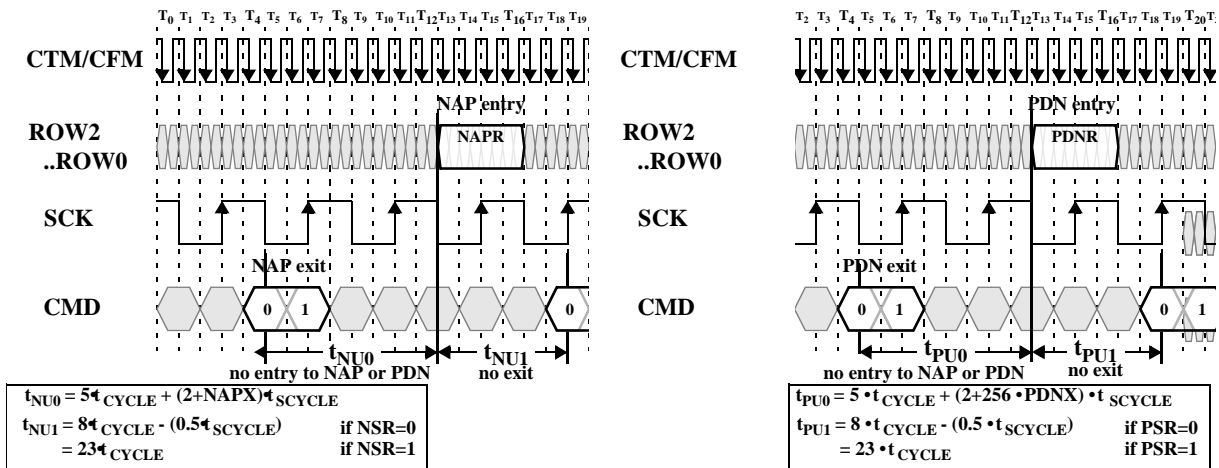 T0 T1 T2 T3 T4 T5 T6 T7 T8 T9 T10 T11 T12 T13 T14 T15 T16 T17 T18 T19
CTM/CFM
NAP entry
ROW2
..ROW0
NAPR
SCK
NAP exit
CMD
0 1 0
tNU0 tNU1
no entry to NAP or PDN no exit
tNU0 = 5•tCYCLE + (2+NAPX)•tSCYCLE
tNU1 = 8•tCYCLE - (0.5•tSCYCLE) if NSR=0
= 23•tCYCLE if NSR=1
T2 T3 T4 T5 T6 T7 T8 T9 T10 T11 T12 T13 T14 T15 T16 T17 T18 T19 T20
CTM/CFM
PDN entry
ROW2
..ROW0
PDNR
SCK
PDN exit
CMD
0 1 0 1
tPU0 tPU1
no entry to NAP or PDN no exit
tPU0 = 5 •tCYCLE + (2+256 •PDNX) •tSCYCLE
tPU1 = 8 •tCYCLE - (0.5 •tSCYCLE) if PSR=0
= 23 •tCYCLE if PSR=1